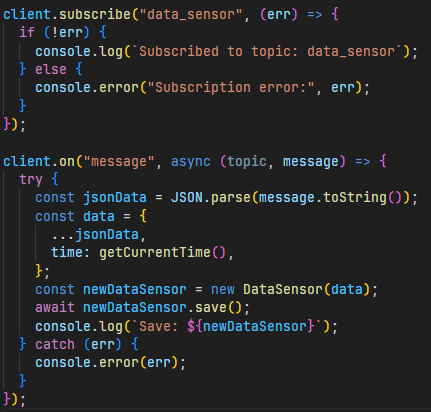 client.subscribe("data_sensor", (err) => {
  if (!err) {
    console.log(`Subscribed to topic: data_sensor`);
  } else {
    console.error("Subscription error:", err);
  }
});

client.on("message", async (topic, message) => {
  try {
    const jsonData = JSON.parse(message.toString());
    const data = {
      ...jsonData,
      time: getCurrentTime(),
    };
    const newDataSensor = new DataSensor(data);
    await newDataSensor.save();
    console.log(`Save: ${newDataSensor}`);
  } catch (err) {
    console.error(err);
  }
});